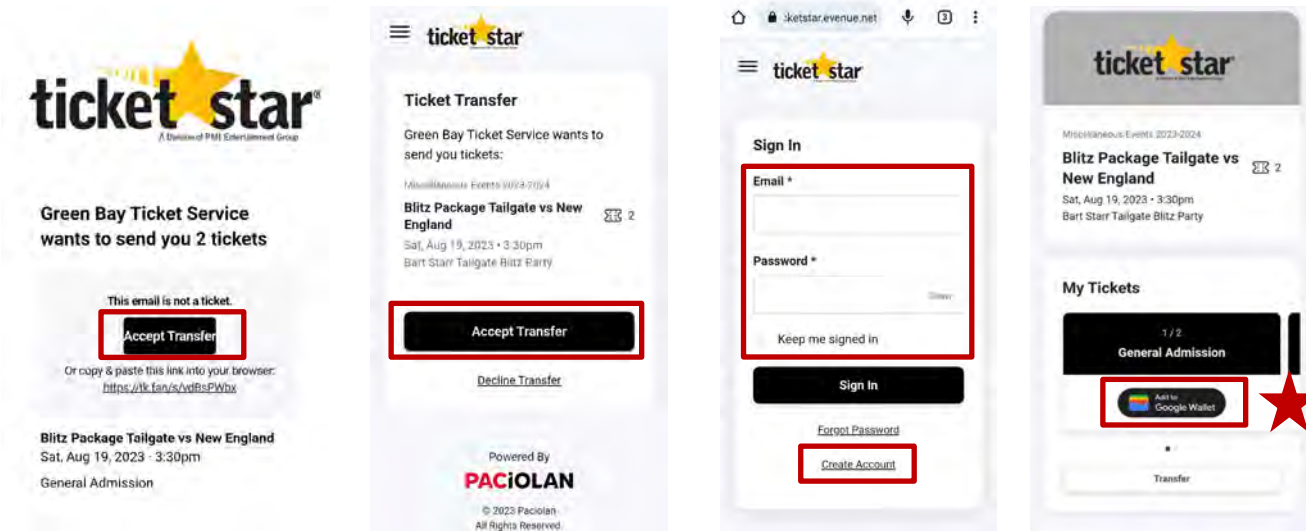 ticket star®
A Division of PMI Entertainment Group
Green Bay Ticket Service
wants to send you 2 tickets
This email is not a ticket.
Accept Transfer
Or copy & paste this link into your browser:
Blitz Package Tailgate vs New England
Sat, Aug 19, 2023 · 3:30pm
General Admission
ticket star
Ticket Transfer
Green Bay Ticket Service wants to
send you tickets:
Miscellaneous Events 2023-2024
Blitz Package Tailgate vs New
England
2
Sat, Aug 19, 2023 • 3:30pm
Bart Starr Tailgate Blitz Party
Accept Transfer
Decline Transfer
Powered By
PACiOLAN
© 2023 Paciolan
All Rights Reserved.
:ketstar.evenue.net
3
ticket star
Sign In
Email *
Password *
Show
Keep me signed in
Sign In
Forgot Password
Create Account
ticket star
Miscellaneous Events 2023-2024
Blitz Package Tailgate vs
New England
2
Sat, Aug 19, 2023 • 3:30pm
Bart Starr Tailgate Blitz Party
My Tickets
1 / 2
General Admission
Add to
Google Wallet
Transfer